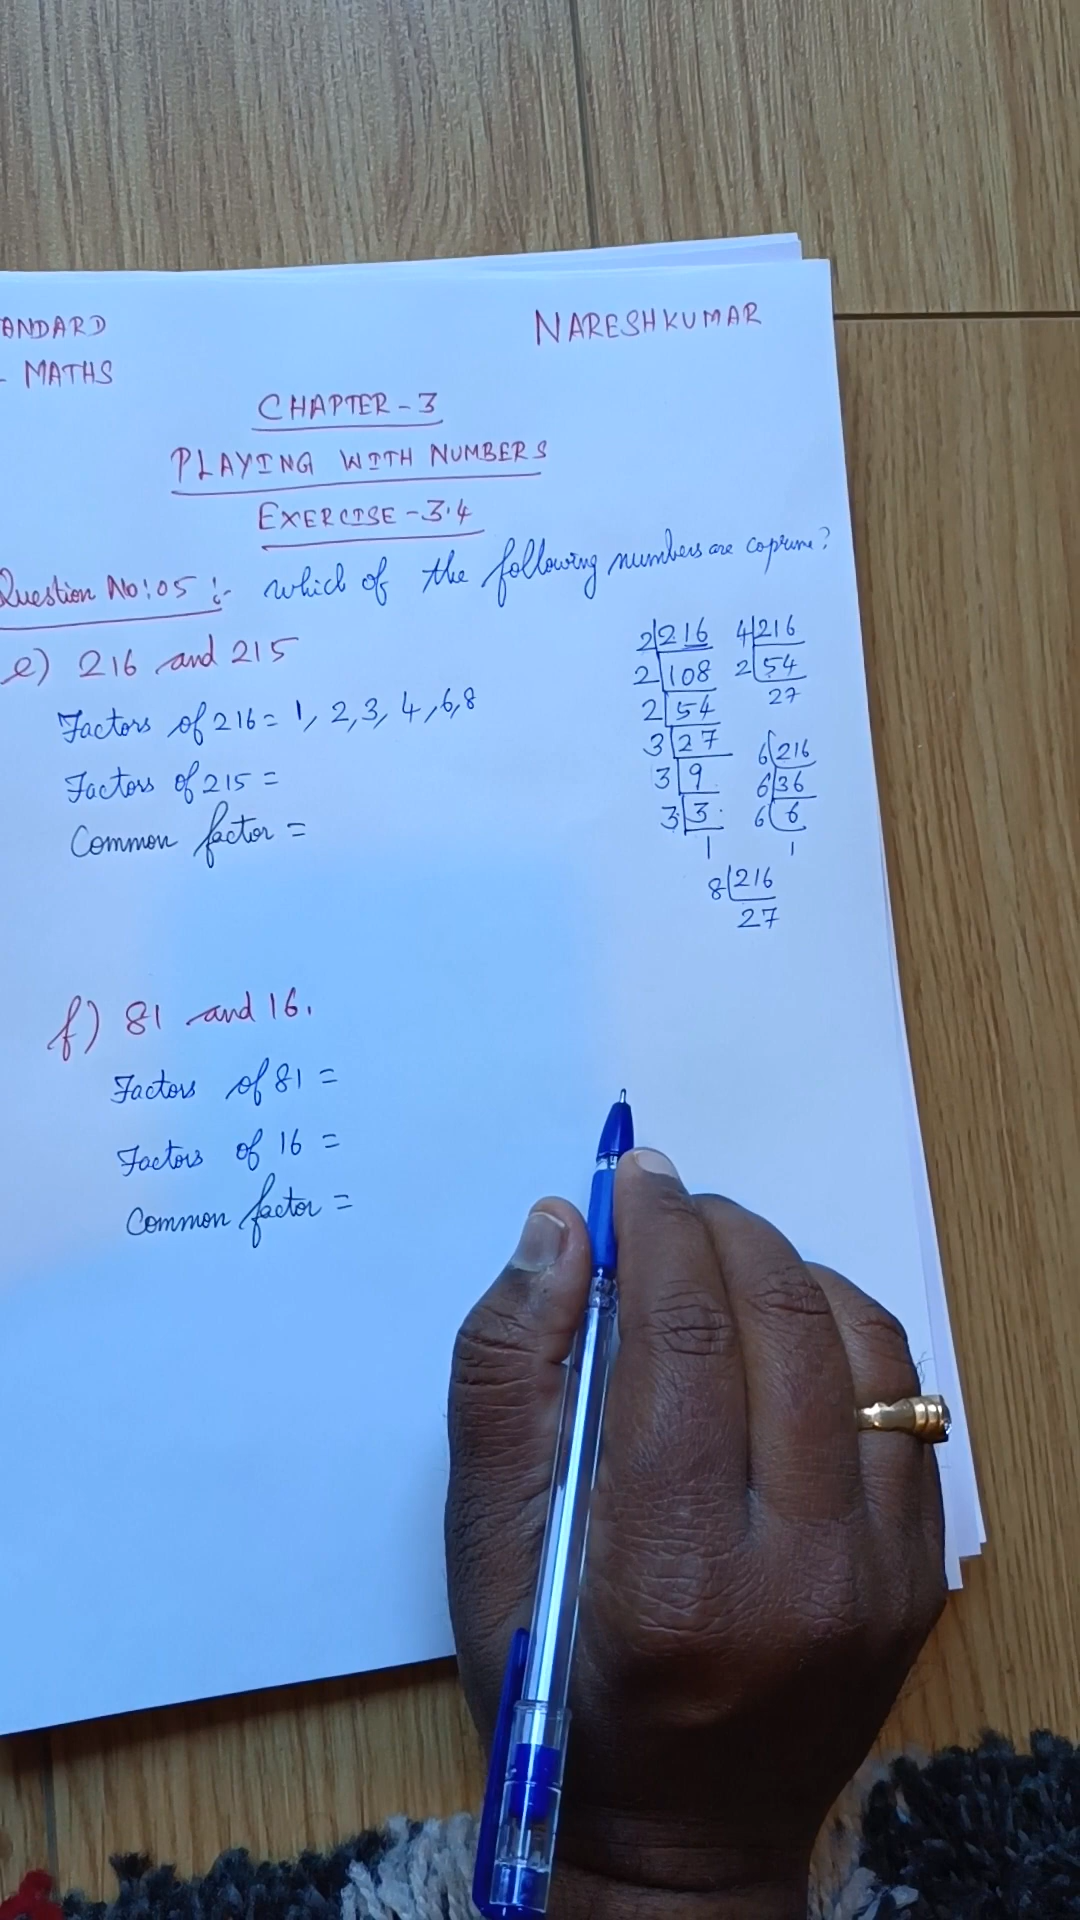 ANDARD
NARESHKUMAR
- MATHS
CHAPTER - 3
PLAYING WITH NUMBERS
EXERCISE - 3.4
Question No: 05 :- which of the following numbers are coprime?
e) 216 and 215
Factors of 216 = 1, 2, 3, 4, 6, 8
Factors of 215 =
Common factor =
2 216
2 108
2 54
3 27
3 9
3 3
1
4 216
2 54
27
6 216
6 36
6 6
1
8 216
27
f) 81 and 16.
Factors of 81 =
Factors of 16 =
Common factor =